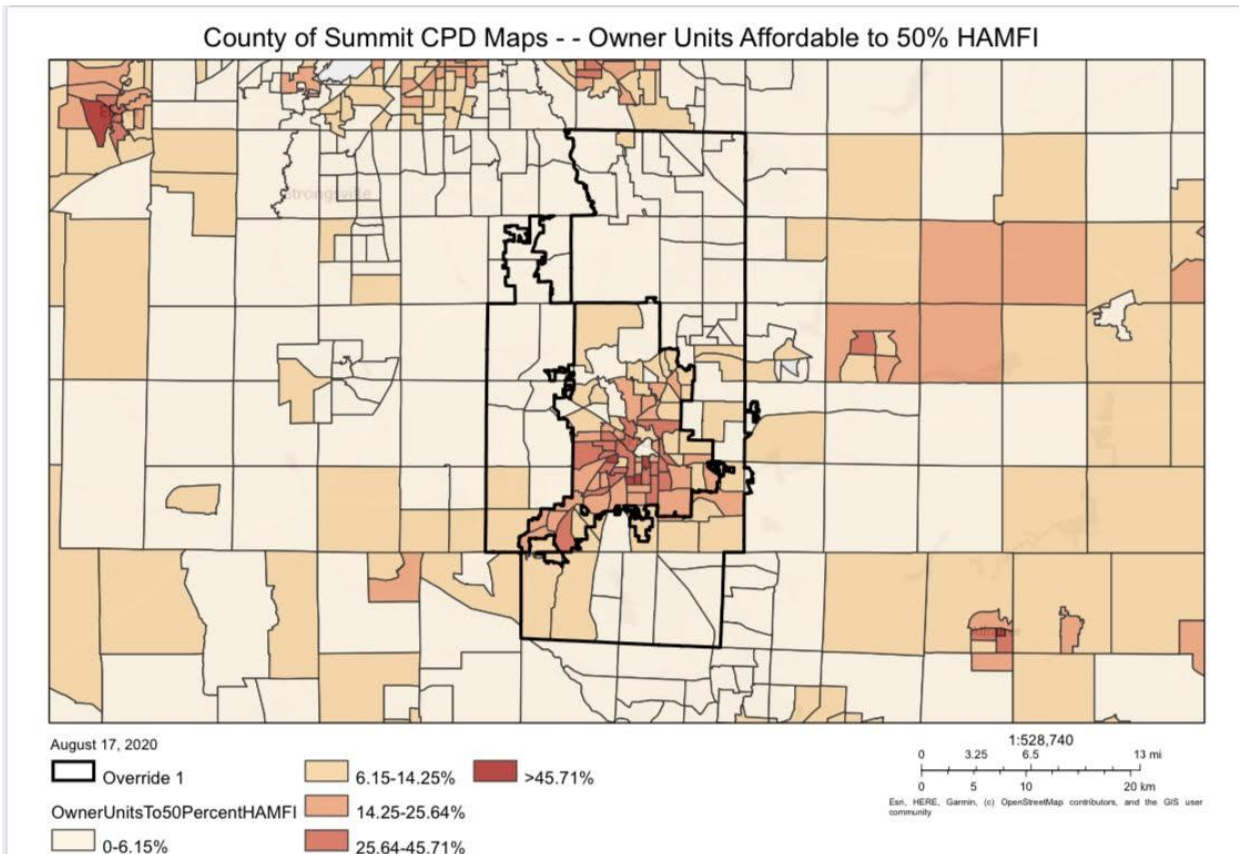 County of Summit CPD Maps - - Owner Units Affordable to 50% HAMFI
Strongsville
August 17, 2020
Override 1
OwnerUnitsTo50PercentHAMFI
0-6.15%
6.15-14.25%
14.25-25.64%
25.64-45.71%
>45.71%
1:528,740
0 3.25 6.5 13 mi
0 5 10 20 km
Esri, HERE, Garmin, (c) OpenStreetMap contributors, and the GIS user
community